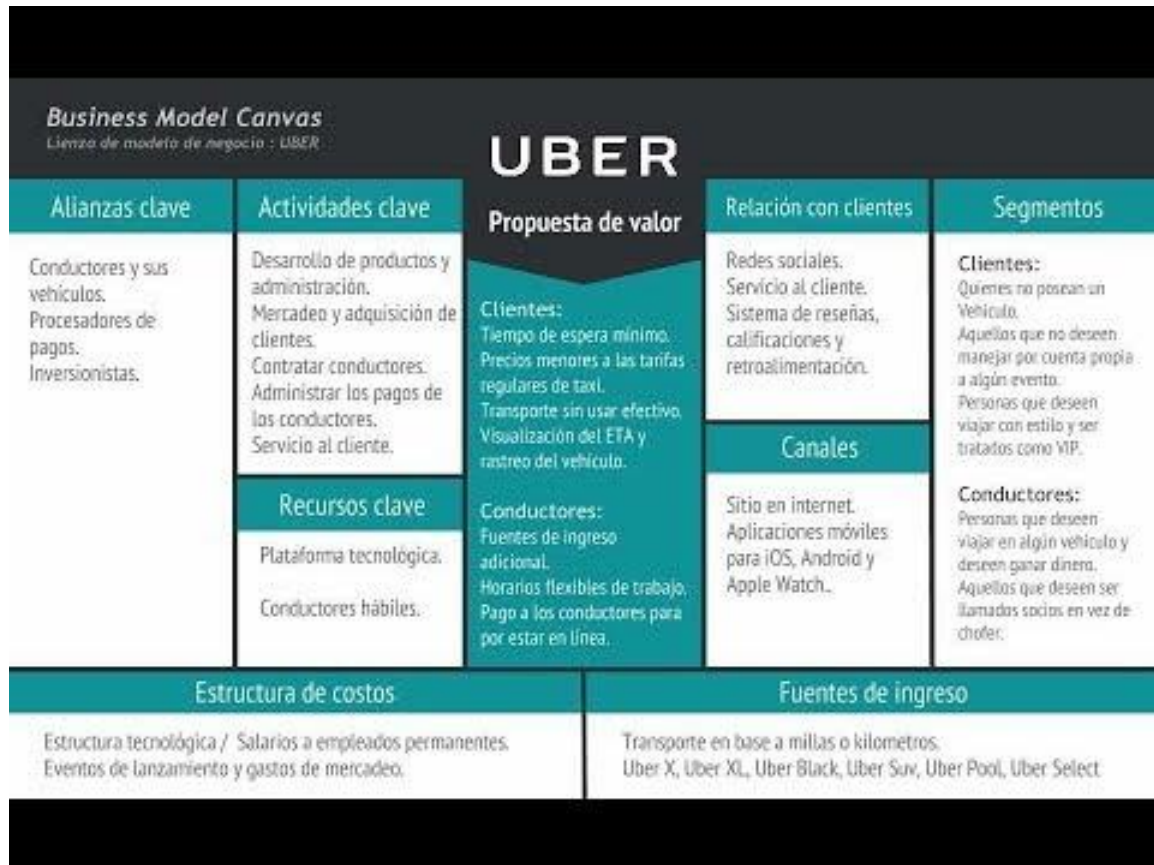 Business Model Canvas
Lienzo de modelo de negocio : UBER
UBER
Alianzas clave
Conductores y sus
vehículos.
Procesadores de
pagos.
Inversionistas.
Actividades clave
Desarrollo de productos y
administración.
Mercadeo y adquisición de
clientes.
Contratar conductores.
Administrar los pagos de
los conductores.
Servicio al cliente.
Recursos clave
Plataforma tecnológica.
Conductores hábiles.
Propuesta de valor
Clientes:
Tiempo de espera mínimo.
Precios menores a las tarifas
regulares de taxi.
Transporte sin usar efectivo.
Visualización del ETA y
rastreo del vehículo.
Conductores:
Fuentes de ingreso
adicional.
Horarios flexibles de trabajo.
Pago a los conductores para
por estar en línea.
Relación con clientes
Redes sociales.
Servicio al cliente.
Sistema de reseñas,
calificaciones y
retroalimentación.
Canales
Sitio en internet.
Aplicaciones móviles
para iOS, Android y
Apple Watch..
Segmentos
Clientes:
Quienes no posean un
Vehiculo.
Aquellos que no deseen
manejar por cuenta propia
a algún evento.
Personas que deseen
viajar con estilo y ser
tratados como VIP.
Conductores:
Personas que deseen
viajar en algún vehículo y
deseen ganar dinero.
Aquellos que deseen ser
llamados socios en vez de
chofer.
Estructura de costos
Estructura tecnológica / Salarios a empleados permanentes.
Eventos de lanzamiento y gastos de mercadeo.
Fuentes de ingreso
Transporte en base a millas o kilometros.
Uber X, Uber XL, Uber Black, Uber Suv, Uber Pool, Uber Select